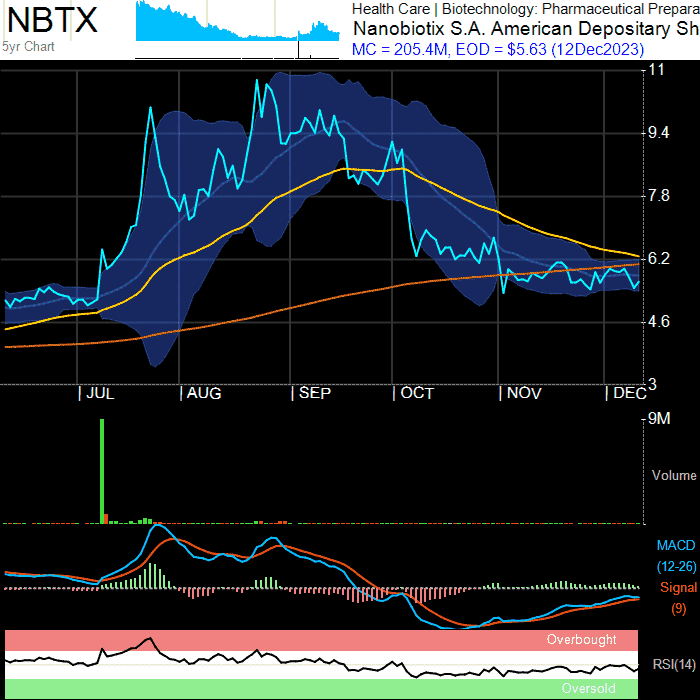 NBTX
5yr Chart
Health Care | Biotechnology: Pharmaceutical Prepara
Nanobiotix S.A. American Depositary Sh
MC = 205.4M, EOD = $5.63 (12Dec2023)
11
9.4
7.8
6.2
4.6
3
| JUL | AUG | SEP | OCT | NOV | DEC
9M
Volume
MACD
(12-26)
Signal
(9)
Overbought
RSI(14)
Oversold